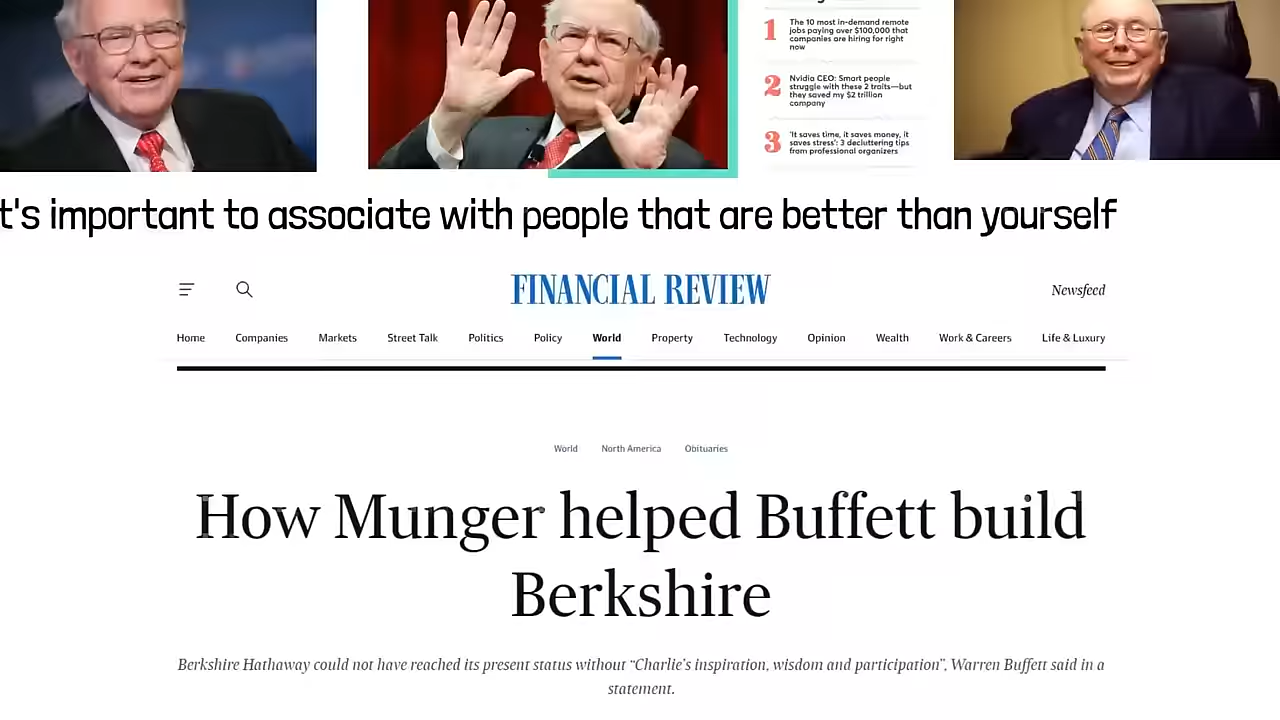 1 The 10 most in-demand remote
jobs paying over $100,000 that
companies are hiring for right
now
2 Nvidia CEO: Smart people
struggle with these 2 traits—but
they saved my $2 trillion
company
3 'It saves time, it saves money, it
saves stress': 3 decluttering tips
from professional organizers
t's important to associate with people that are better than yourself
FINANCIAL REVIEW
Newsfeed
Home Companies Markets Street Talk Politics Policy World Property Technology Opinion Wealth Work & Careers Life & Luxury
World North America Obituaries
How Munger helped Buffett build
Berkshire
Berkshire Hathaway could not have reached its present status without “Charlie’s inspiration, wisdom and participation”, Warren Buffett said in a
statement.